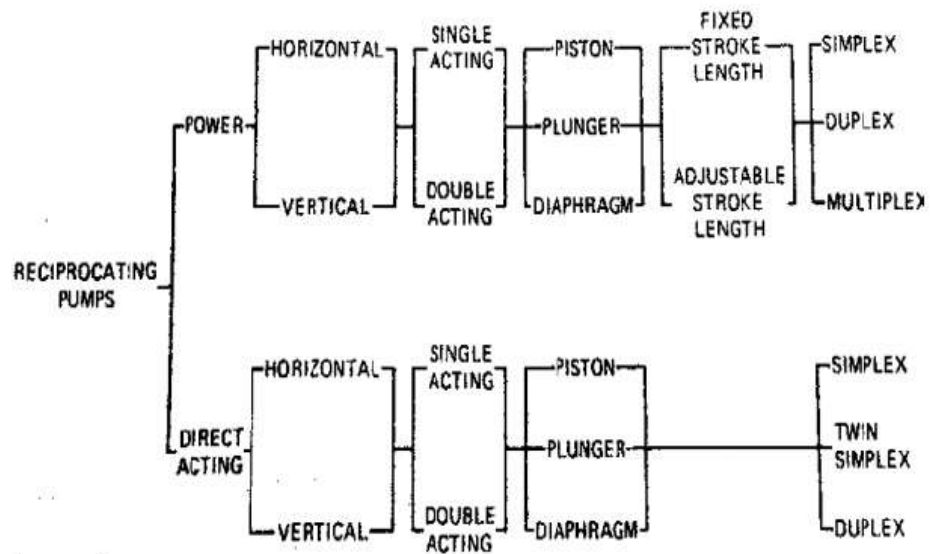 RECIPROCATING
PUMPS
POWER
HORIZONTAL
VERTICAL
SINGLE
ACTING
DOUBLE
ACTING
PISTON
PLUNGER
DIAPHRAGM
FIXED
STROKE
LENGTH
ADJUSTABLE
STROKE
LENGTH
SIMPLEX
DUPLEX
MULTIPLEX
DIRECT
ACTING
HORIZONTAL
VERTICAL
SINGLE
ACTING
DOUBLE
ACTING
PISTON
PLUNGER
DIAPHRAGM
SIMPLEX
TWIN
SIMPLEX
DUPLEX